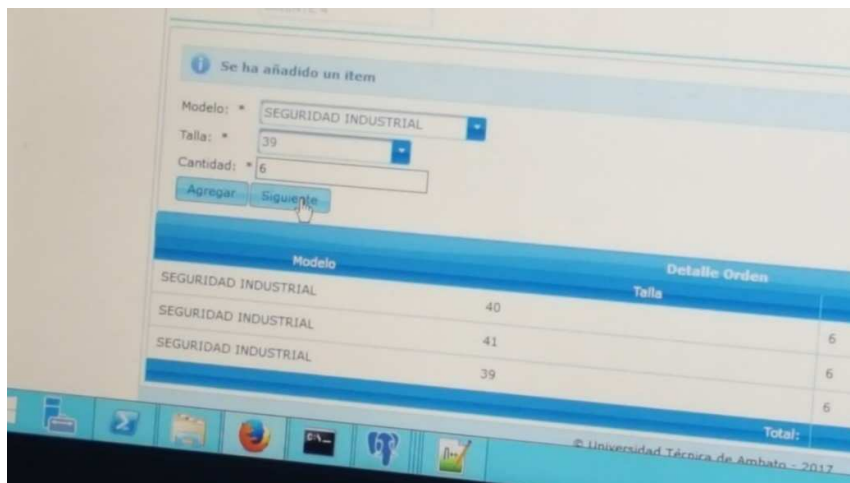 Se ha añadido un item
Modelo: * SEGURIDAD INDUSTRIAL
Talla: * 39
Cantidad: * 6
Agregar Siguiente
Detalle Orden
Modelo Talla
SEGURIDAD INDUSTRIAL 40 6
SEGURIDAD INDUSTRIAL 41 6
SEGURIDAD INDUSTRIAL 39 6
Total:
© Universidad Técnica de Ambato - 2017